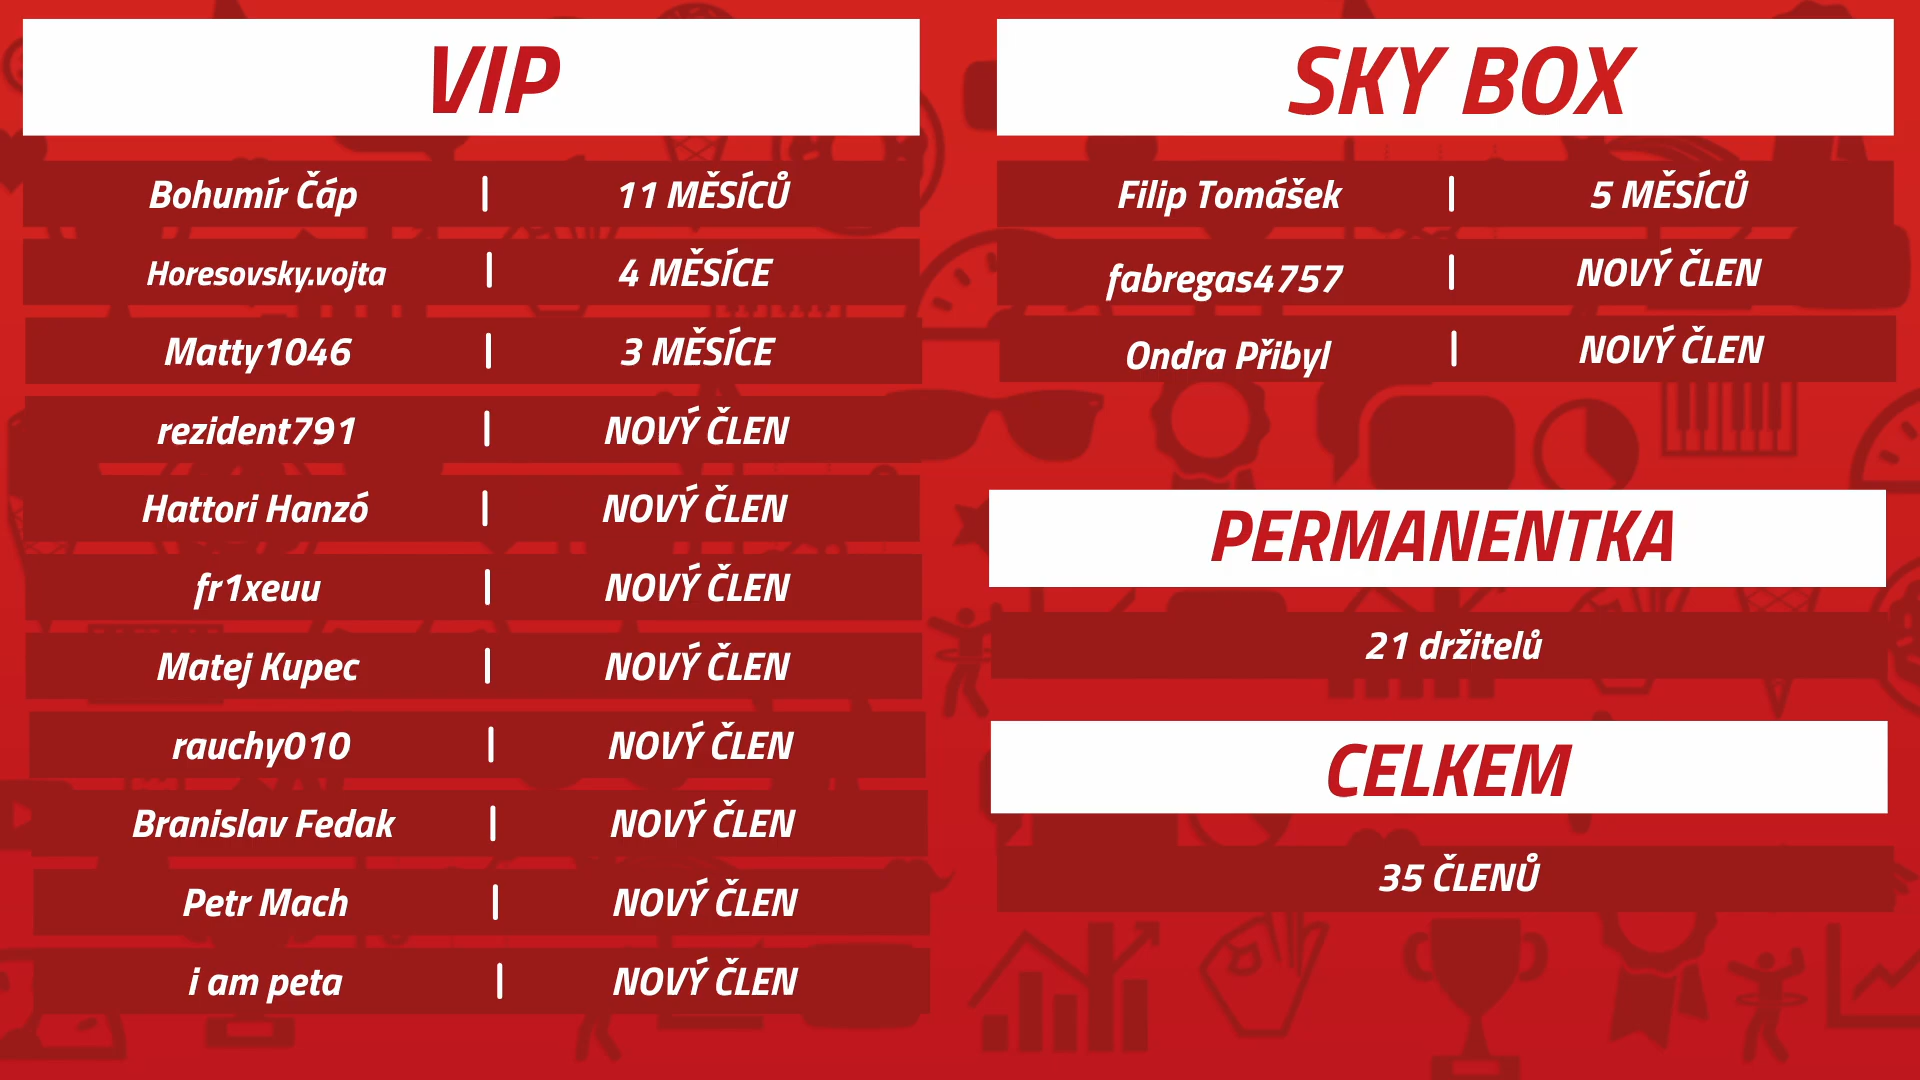 VIP
Bohumír Čáp | 11 MĚSÍCŮ
Horesovsky.vojta | 4 MĚSÍCE
Matty1046 | 3 MĚSÍCE
rezident791 | NOVÝ ČLEN
Hattori Hanzó | NOVÝ ČLEN
fr1xeuu | NOVÝ ČLEN
Matej Kupec | NOVÝ ČLEN
rauchy010 | NOVÝ ČLEN
Branislav Fedak | NOVÝ ČLEN
Petr Mach | NOVÝ ČLEN
i am peta | NOVÝ ČLEN
SKY BOX
Filip Tomášek | 5 MĚSÍCŮ
fabregas4757 | NOVÝ ČLEN
Ondra Přibyl | NOVÝ ČLEN
PERMANENTKA
21 držitelů
CELKEM
35 ČLENŮ